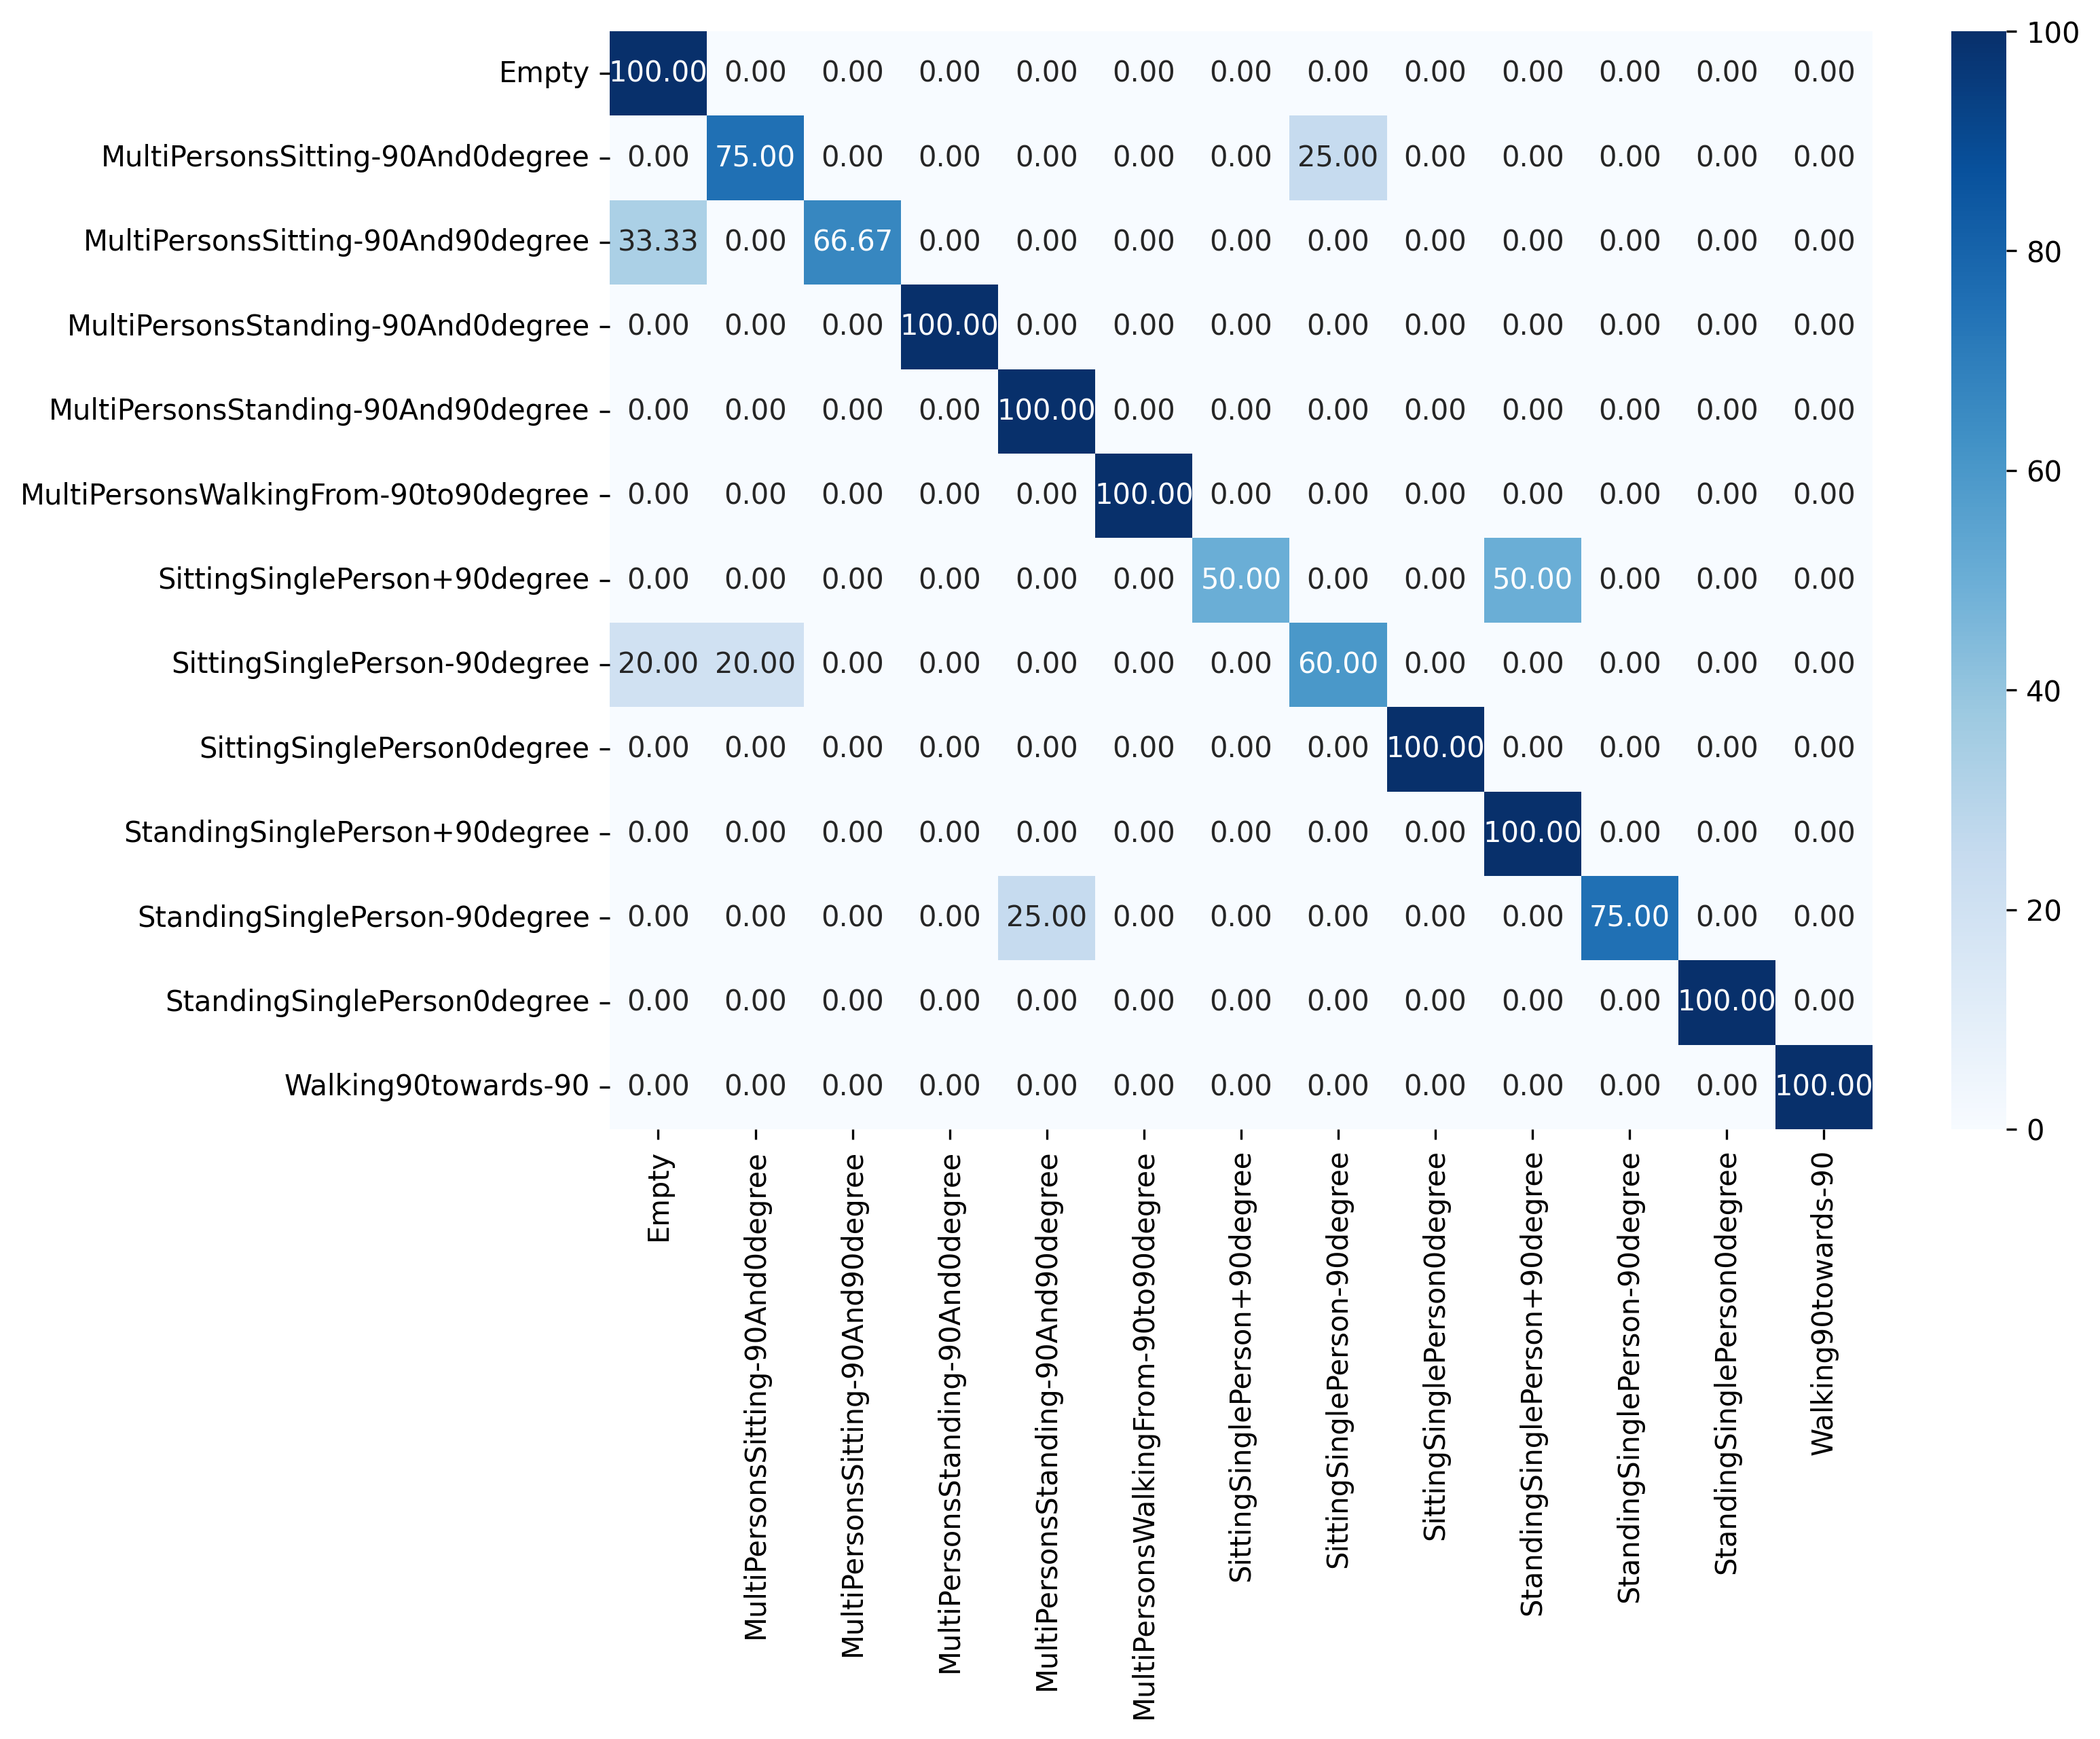 Empty 100.00 0.00 0.00 0.00 0.00 0.00 0.00 0.00 0.00 0.00 0.00 0.00 0.00
MultiPersonsSitting-90And0degree 0.00 75.00 0.00 0.00 0.00 0.00 0.00 25.00 0.00 0.00 0.00 0.00 0.00
MultiPersonsSitting-90And90degree 33.33 0.00 66.67 0.00 0.00 0.00 0.00 0.00 0.00 0.00 0.00 0.00 0.00
MultiPersonsStanding-90And0degree 0.00 0.00 0.00 100.00 0.00 0.00 0.00 0.00 0.00 0.00 0.00 0.00 0.00
MultiPersonsStanding-90And90degree 0.00 0.00 0.00 0.00 100.00 0.00 0.00 0.00 0.00 0.00 0.00 0.00 0.00
MultiPersonsWalkingFrom-90to90degree 0.00 0.00 0.00 0.00 0.00 100.00 0.00 0.00 0.00 0.00 0.00 0.00 0.00
SittingSinglePerson+90degree 0.00 0.00 0.00 0.00 0.00 0.00 50.00 0.00 0.00 50.00 0.00 0.00 0.00
SittingSinglePerson-90degree 20.00 20.00 0.00 0.00 0.00 0.00 0.00 60.00 0.00 0.00 0.00 0.00 0.00
SittingSinglePerson0degree 0.00 0.00 0.00 0.00 0.00 0.00 0.00 0.00 100.00 0.00 0.00 0.00 0.00
StandingSinglePerson+90degree 0.00 0.00 0.00 0.00 0.00 0.00 0.00 0.00 0.00 100.00 0.00 0.00 0.00
StandingSinglePerson-90degree 0.00 0.00 0.00 0.00 25.00 0.00 0.00 0.00 0.00 0.00 75.00 0.00 0.00
StandingSinglePerson0degree 0.00 0.00 0.00 0.00 0.00 0.00 0.00 0.00 0.00 0.00 0.00 100.00 0.00
Walking90towards-90 0.00 0.00 0.00 0.00 0.00 0.00 0.00 0.00 0.00 0.00 0.00 0.00 100.00
Empty
MultiPersonsSitting-90And0degree
MultiPersonsSitting-90And90degree
MultiPersonsStanding-90And0degree
MultiPersonsStanding-90And90degree
MultiPersonsWalkingFrom-90to90degree
SittingSinglePerson+90degree
SittingSinglePerson-90degree
SittingSinglePerson0degree
StandingSinglePerson+90degree
StandingSinglePerson-90degree
StandingSinglePerson0degree
Walking90towards-90
100
80
60
40
20
0